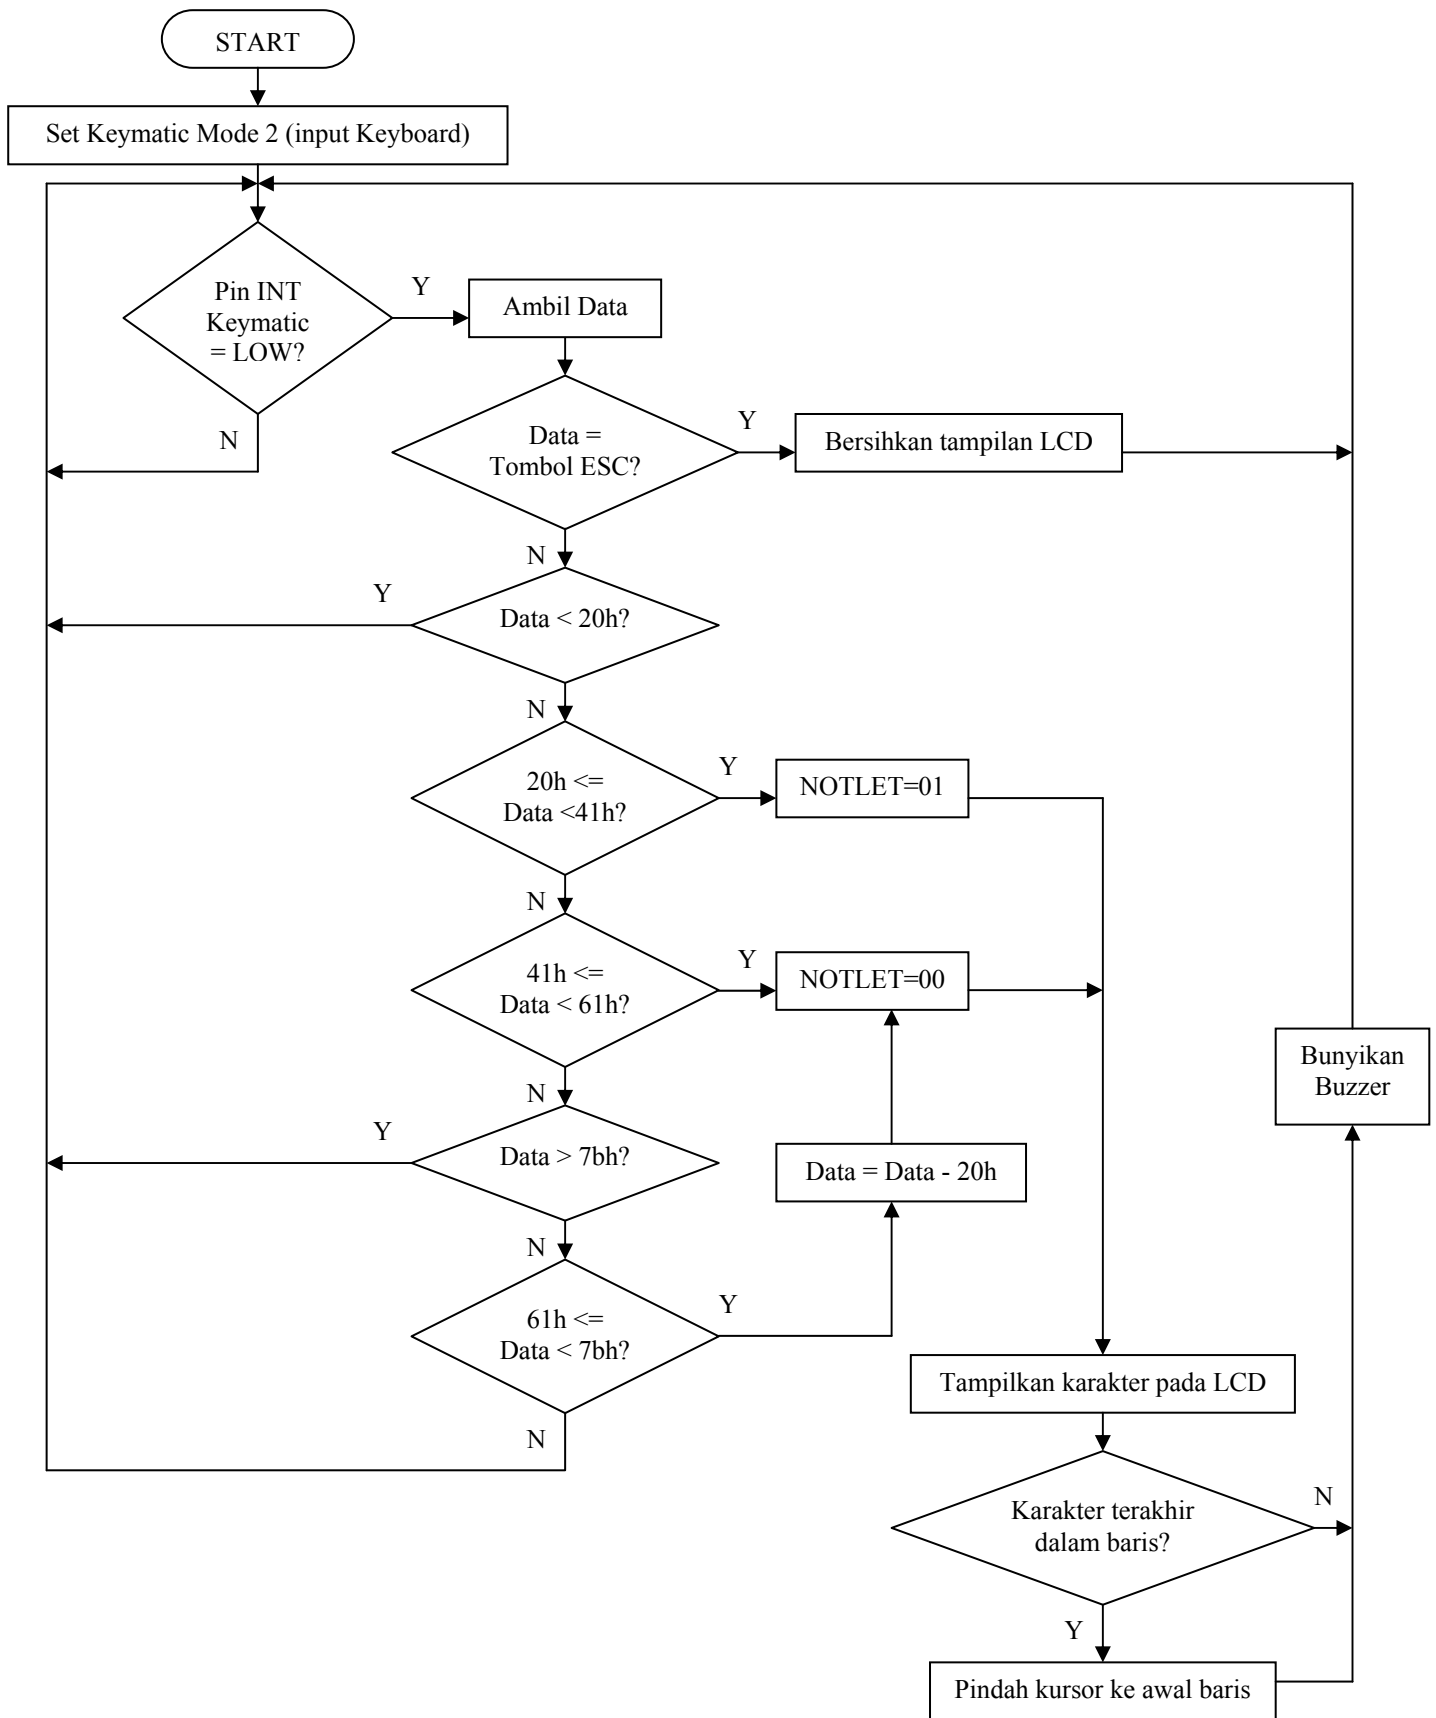 START
Set Keymatic Mode 2 (input Keyboard)
Pin INT
Keymatic
= LOW?
Y
Ambil Data
N
Data =
Tombol ESC?
Y
Bersihkan tampilan LCD
N
Y
Data < 20h?
N
20h <=
Data <41h?
Y
NOTLET=01
N
41h <=
Data < 61h?
Y
NOTLET=00
Bunyikan
Buzzer
N
Y
Data > 7bh?
Data = Data - 20h
N
61h <=
Data < 7bh?
Y
N
Tampilkan karakter pada LCD
Karakter terakhir
dalam baris?
N
Y
Pindah kursor ke awal baris